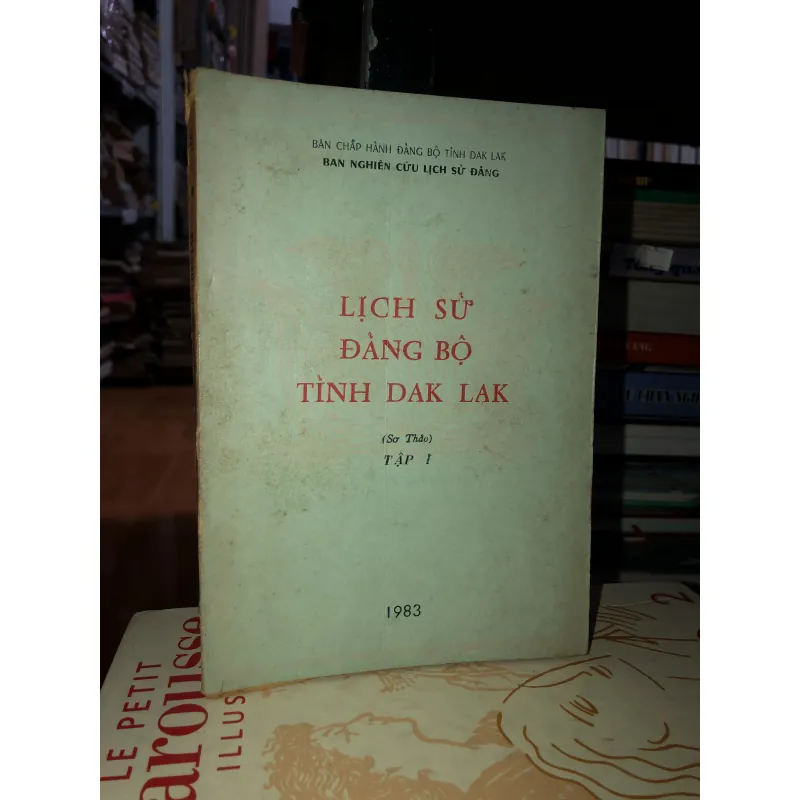 BAN CHẤP HÀNH ĐẢNG BỘ TỈNH DAK LAK
BAN NGHIÊN CỨU LỊCH SỬ ĐẢNG
LỊCH SỬ
ĐẢNG BỘ
TỈNH DAK LAK
(Sơ Thảo)
TẬP I
1983
LE PETIT
arousse
ILLUS
2